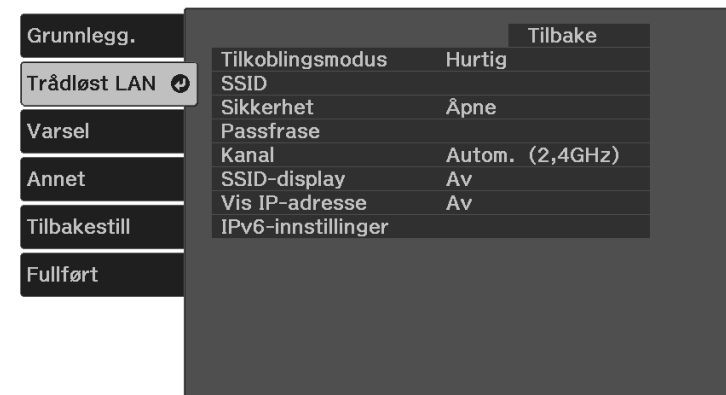 Grunnlegg.
Trådløst LAN
Varsel
Annet
Tilbakestill
Fullført
Tilbake
Tilkoblingsmodus Hurtig
SSID
Sikkerhet Åpne
Passfrase
Kanal Autom. (2,4GHz)
SSID-display Av
Vis IP-adresse Av
IPv6-innstillinger